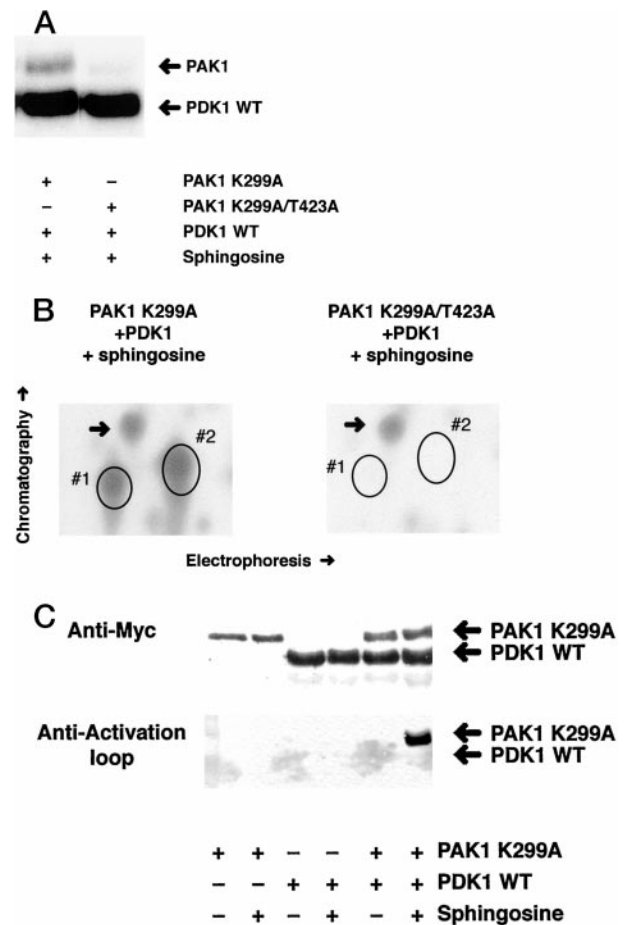 A
← PAK1
← PDK1 WT
+ – PAK1 K299A
– + PAK1 K299A/T423A
+ + PDK1 WT
+ + Sphingosine
B
PAK1 K299A
+PDK1
+ sphingosine
PAK1 K299A/T423A
+PDK1
+ sphingosine
Chromatography →
#1
#2
#1
#2
Electrophoresis →
C
Anti-Myc
← PAK1 K299A
← PDK1 WT
Anti-Activation
loop
← PAK1 K299A
← PDK1 WT
+ + – – + + PAK1 K299A
– – + + + + PDK1 WT
– + – + – + Sphingosine